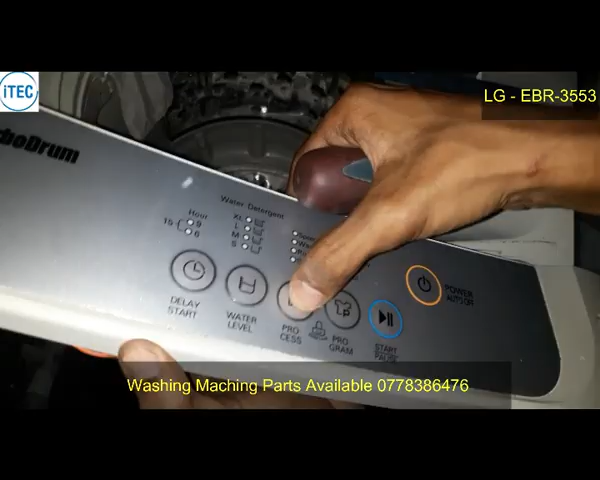 iTEC
LG - EBR-3553
boDrum
Water Detergent
XL
L
M
S
Hour
15
9
6
DELAY
START
WATER
LEVEL
PRO
CESS
PRO
GRAM
START
PAUSE
POWER
AUTO OFF
Washing Maching Parts Available 0778386476